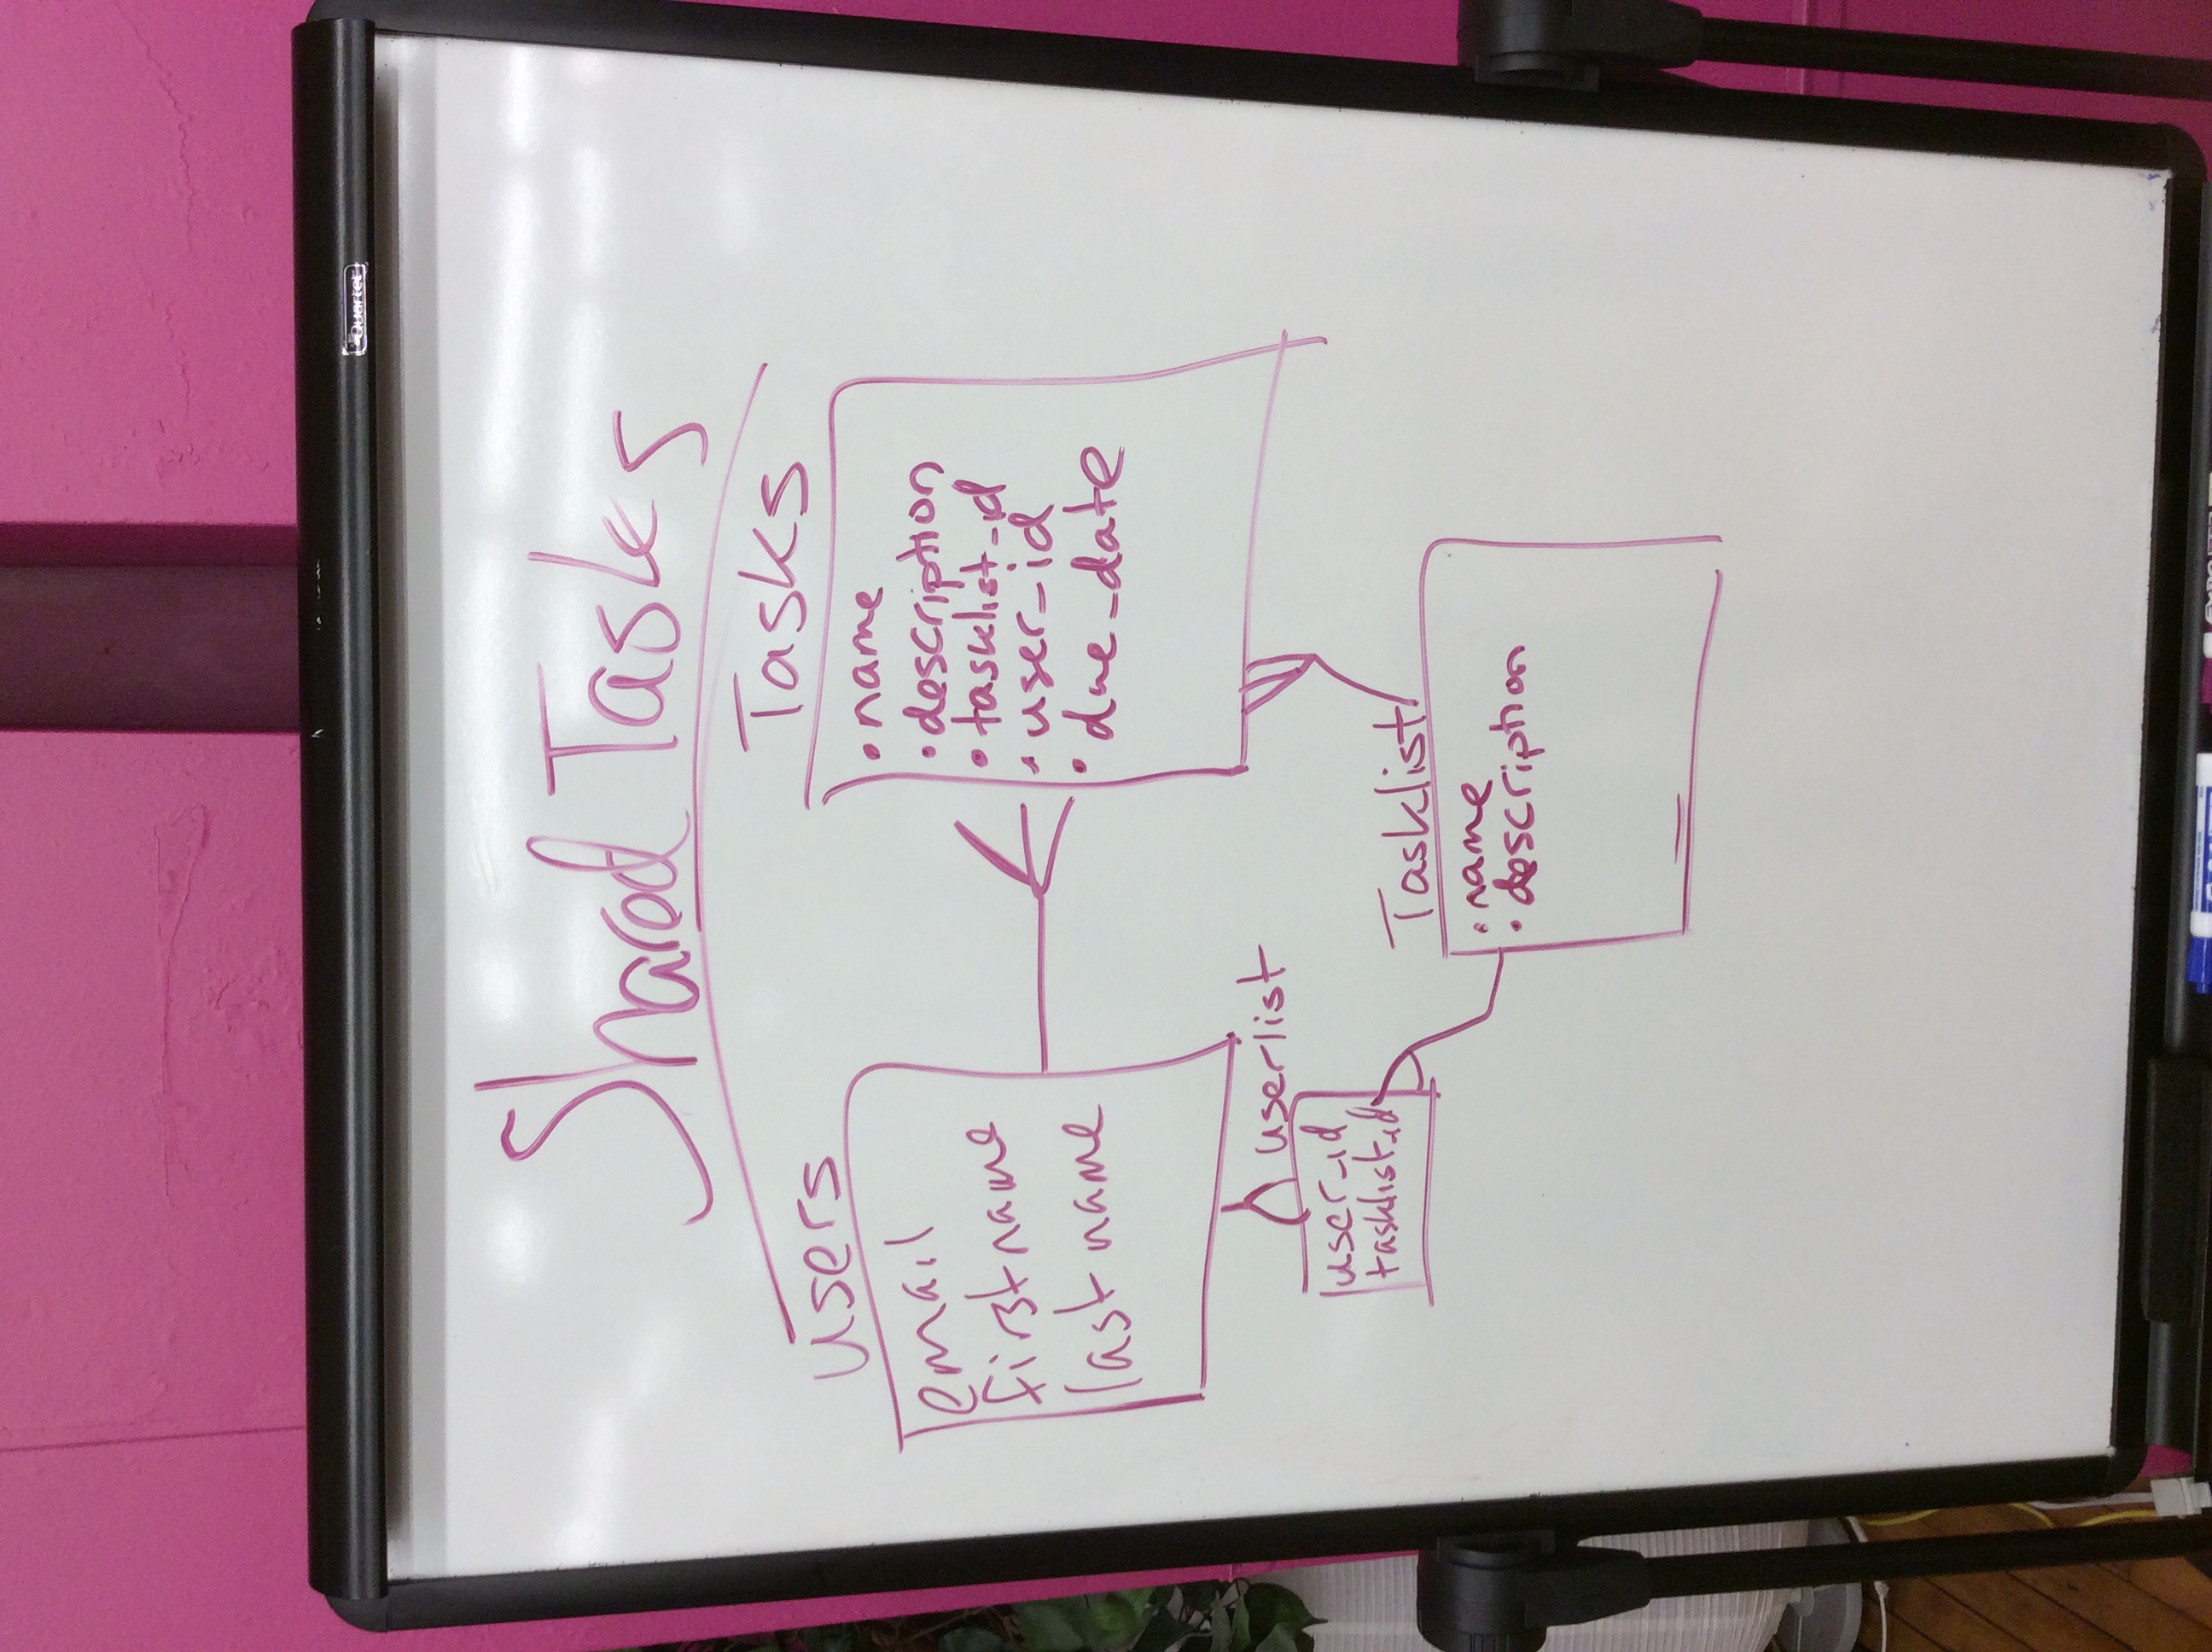 Quartet
Shared Tasks
users
email
firstname
last name
Tasks
• name
• description
• tasklist_id
• user_id
• due_date
userlist
user_id
tasklist_id
Tasklist
• name
• description